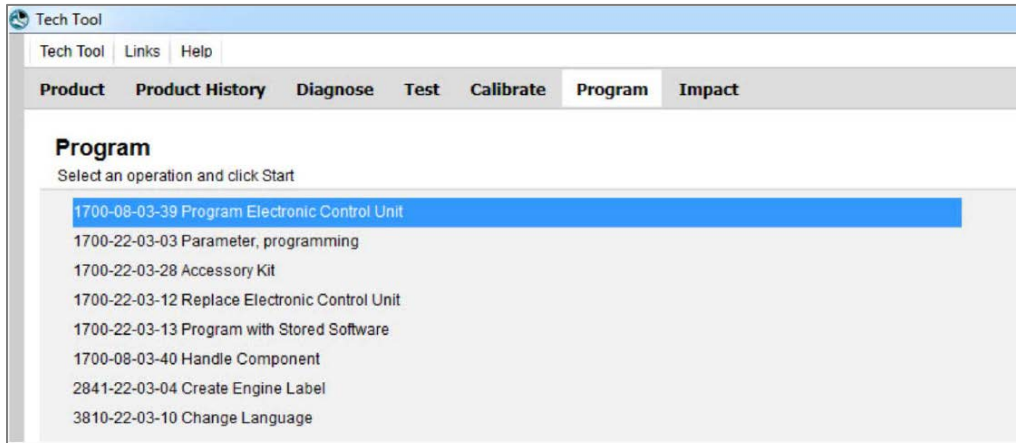 Tech Tool
Tech Tool Links Help
Product Product History Diagnose Test Calibrate Program Impact
Program
Select an operation and click Start
1700-08-03-39 Program Electronic Control Unit
1700-22-03-03 Parameter, programming
1700-22-03-28 Accessory Kit
1700-22-03-12 Replace Electronic Control Unit
1700-22-03-13 Program with Stored Software
1700-08-03-40 Handle Component
2841-22-03-04 Create Engine Label
3810-22-03-10 Change Language